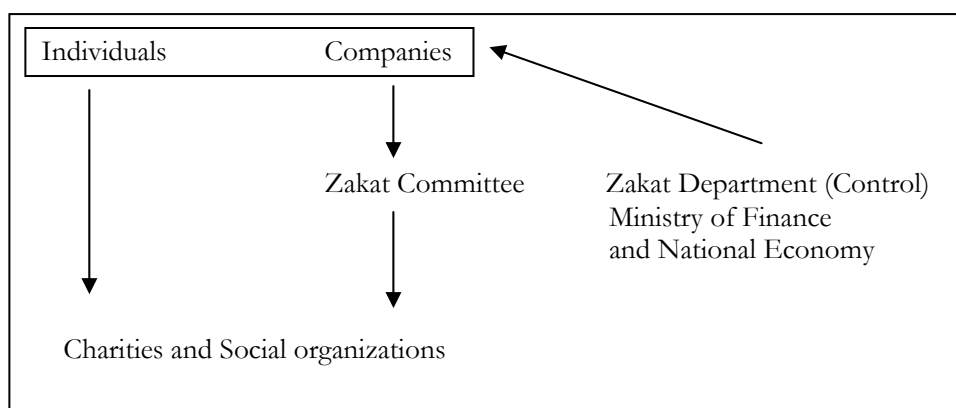 Individuals
Companies
Zakat Committee
Zakat Department (Control)
Ministry of Finance
and National Economy
Charities and Social organizations